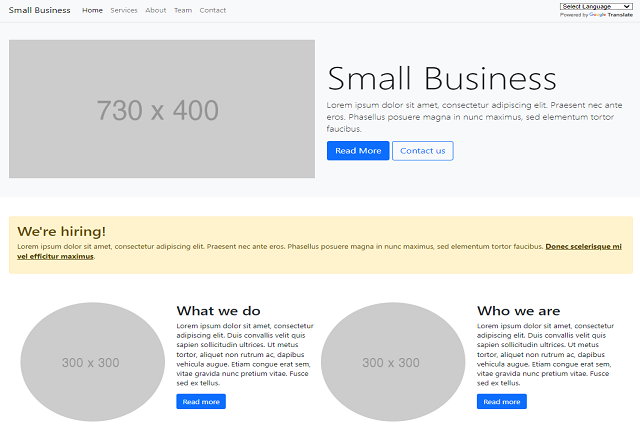 Small Business Home Services About Team Contact
Select Language
Powered by Google Translate
730 x 400
Small Business
Lorem ipsum dolor sit amet, consectetur adipiscing elit. Praesent nec ante
eros. Phasellus posuere magna in nunc maximus, sed elementum tortor
faucibus.
Read More Contact us
We're hiring!
Lorem ipsum dolor sit amet, consectetur adipiscing elit. Praesent nec ante eros. Phasellus posuere magna in nunc maximus, sed elementum tortor faucibus. Donec scelerisque mi
vel efficitur maximus.
300 x 300
What we do
Lorem ipsum dolor sit amet, consectetur
adipiscing elit. Duis convallis velit quis
sapien sollicitudin ultrices. Ut metus
tortor, aliquet non rutrum ac, dapibus
vehicula augue. Etiam congue erat sem,
vitae gravida nunc pretium vitae. Fusce
sed ex tellus.
Read more
300 x 300
Who we are
Lorem ipsum dolor sit amet, consectetur
adipiscing elit. Duis convallis velit quis
sapien sollicitudin ultrices. Ut metus
tortor, aliquet non rutrum ac, dapibus
vehicula augue. Etiam congue erat sem,
vitae gravida nunc pretium vitae. Fusce
sed ex tellus.
Read more